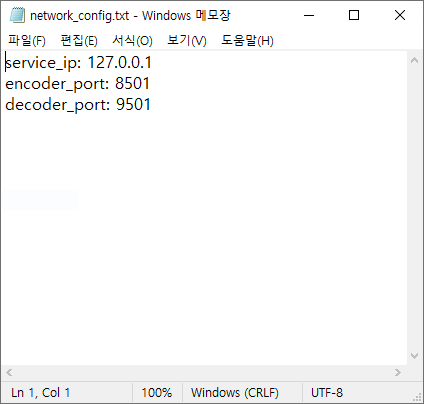 network_config.txt - Windows 메모장
파일(F) 편집(E) 서식(O) 보기(V) 도움말(H)
service_ip: 127.0.0.1
encoder_port: 8501
decoder_port: 9501
Ln 1, Col 1 100% Windows (CRLF) UTF-8